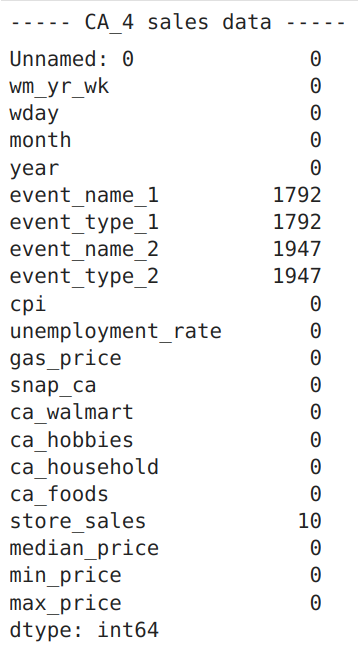 ----- CA_4 sales data -----
Unnamed: 0 0
wm_yr_wk 0
wday 0
month 0
year 0
event_name_1 1792
event_type_1 1792
event_name_2 1947
event_type_2 1947
cpi 0
unemployment_rate 0
gas_price 0
snap_ca 0
ca_walmart 0
ca_hobbies 0
ca_household 0
ca_foods 0
store_sales 10
median_price 0
min_price 0
max_price 0
dtype: int64